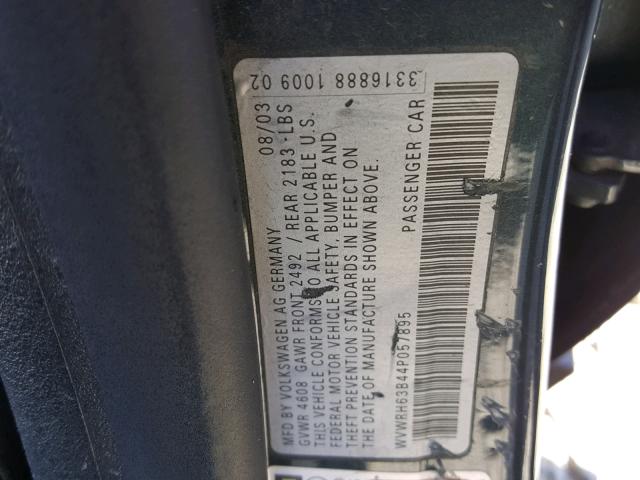 MFD BY VOLKSWAGEN AG GERMANY 08/03
GVWR 4608 GAWR FRONT 2492 / REAR 2183 LBS
THIS VEHICLE CONFORMS TO ALL APPLICABLE U.S.
FEDERAL MOTOR VEHICLE SAFETY, BUMPER AND
THEFT PREVENTION STANDARDS IN EFFECT ON
THE DATE OF MANUFACTURE SHOWN ABOVE.
WVWRH63B44P057895 PASSENGER CAR
3316888 1009 02